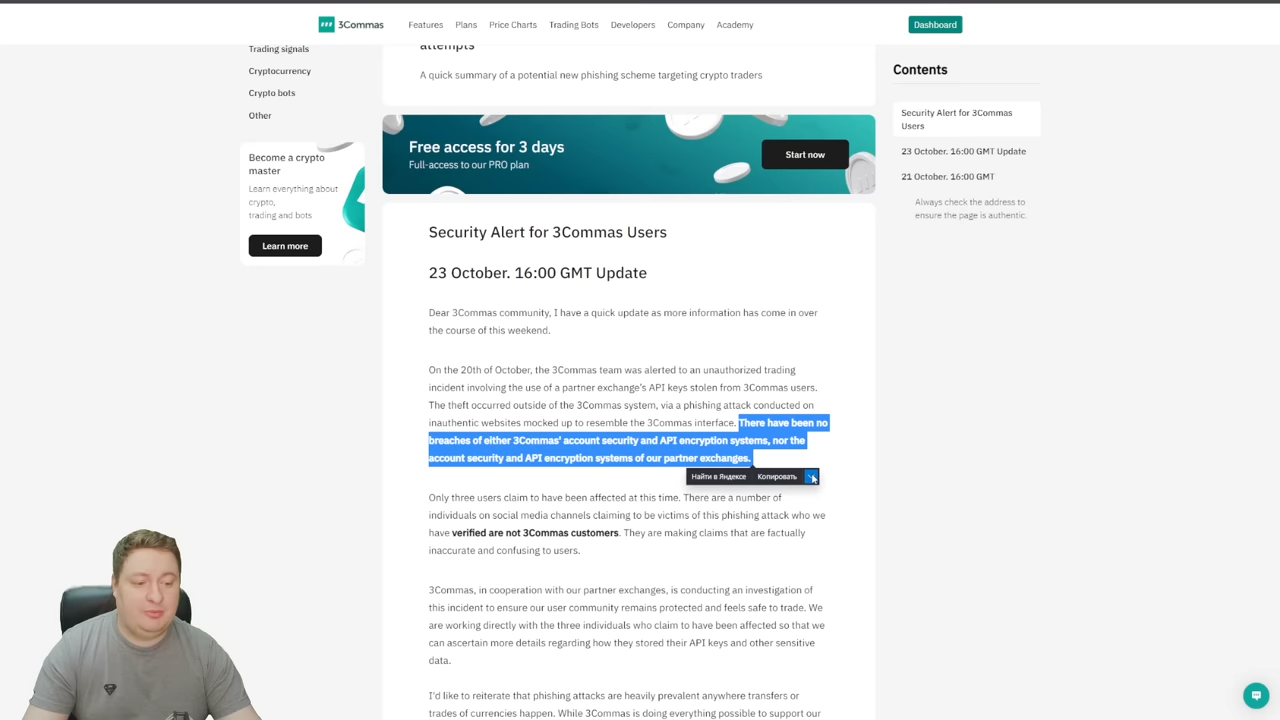 3Commas
Features
Plans
Price Charts
Trading Bots
Developers
Company
Academy
Dashboard
Trading signals
Cryptocurrency
Crypto bots
Other
Become a crypto
master
Learn everything about
crypto,
trading and bots
Learn more
attempts
A quick summary of a potential new phishing scheme targeting crypto traders
Free access for 3 days
Full-access to our PRO plan
Start now
Security Alert for 3Commas Users
23 October. 16:00 GMT Update
Dear 3Commas community, I have a quick update as more information has come in over
the course of this weekend.
On the 20th of October, the 3Commas team was alerted to an unauthorized trading
incident involving the use of a partner exchange's API keys stolen from 3Commas users.
The theft occurred outside of the 3Commas system, via a phishing attack conducted on
inauthentic websites mocked up to resemble the 3Commas interface. There have been no
breaches of either 3Commas' account security and API encryption systems, nor the
account security and API encryption systems of our partner exchanges.
Найти в Яндексе
Копировать
Only three users claim to have been affected at this time. There are a number of
individuals on social media channels claiming to be victims of this phishing attack who we
have verified are not 3Commas customers. They are making claims that are factually
inaccurate and confusing to users.
3Commas, in cooperation with our partner exchanges, is conducting an investigation of
this incident to ensure our user community remains protected and feels safe to trade. We
are working directly with the three individuals who claim to have been affected so that we
can ascertain more details regarding how they stored their API keys and other sensitive
data.
I'd like to reiterate that phishing attacks are heavily prevalent anywhere transfers or
trades of currencies happen. While 3Commas is doing everything possible to support our
Contents
Security Alert for 3Commas
Users
23 October. 16:00 GMT Update
21 October. 16:00 GMT
Always check the address to
ensure the page is authentic.